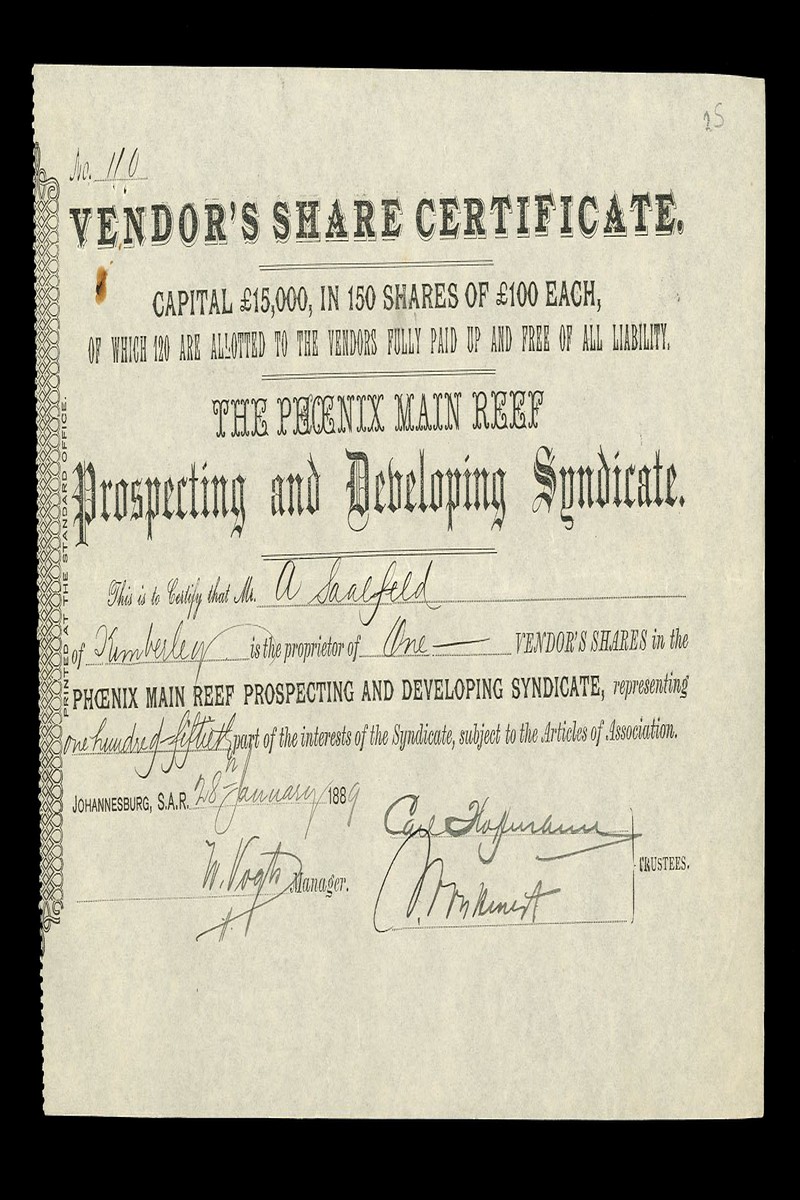 25
No. 110
VENDOR'S SHARE CERTIFICATE.
CAPITAL £15,000, IN 150 SHARES OF £100 EACH,
OF WHICH 120 ARE ALLOTTED TO THE VENDORS FULLY PAID UP AND FREE OF ALL LIABILITY.
THE PHŒNIX MAIN REEF
Prospecting and Developing Syndicate.
This is to Certify that Mr. A Saalfeld
of Kimberley is the proprietor of One — VENDOR'S SHARES in the
PHŒNIX MAIN REEF PROSPECTING AND DEVELOPING SYNDICATE, representing
one hundred-fiftieth part of the interests of the Syndicate, subject to the Articles of Association.
JOHANNESBURG, S.A.R. 28th January 1889
Carl Hoffmann
W. Vogts Manager.
TRUSTEES.
PRINTED AT THE STANDARD OFFICE.